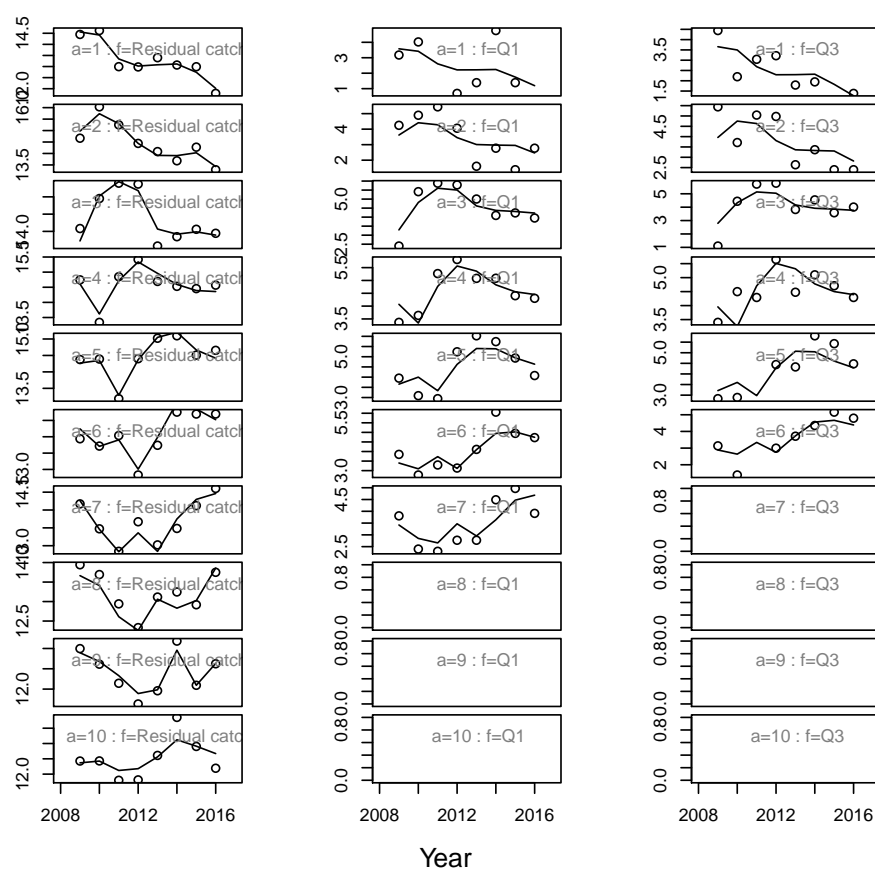 a=1 : f=Residual catch
a=1 : f=Q1
a=1 : f=Q3
14.5
3
1
3.5
1.5
a=2 : f=Residual catch
a=2 : f=Q1
a=2 : f=Q3
13.5
4
2
4.5
2.5
a=3 : f=Residual catch
a=3 : f=Q1
a=3 : f=Q3
5.0
2.5
5
3
1
a=4 : f=Residual catch
a=4 : f=Q1
a=4 : f=Q3
15.5
13.5
5.5
3.5
5.0
3.5
a=5 : f=Residual catch
a=5 : f=Q1
a=5 : f=Q3
15.0
13.5
5.0
3.0
5.0
3.0
a=6 : f=Residual catch
a=6 : f=Q1
a=6 : f=Q3
13.0
5.5
3.0
4
2
a=7 : f=Residual catch
a=7 : f=Q1
a=7 : f=Q3
14.5
13.0
4.5
2.5
0.8
0.0
a=8 : f=Residual catch
a=8 : f=Q1
a=8 : f=Q3
12.5
0.8
0.0
0.8
0.0
a=9 : f=Residual catch
a=9 : f=Q1
a=9 : f=Q3
12.0
0.8
0.0
0.8
0.0
a=10 : f=Residual catc
a=10 : f=Q1
a=10 : f=Q3
12.0
0.8
0.0
0.8
0.0
2008 2012 2016
2008 2012 2016
2008 2012 2016
Year